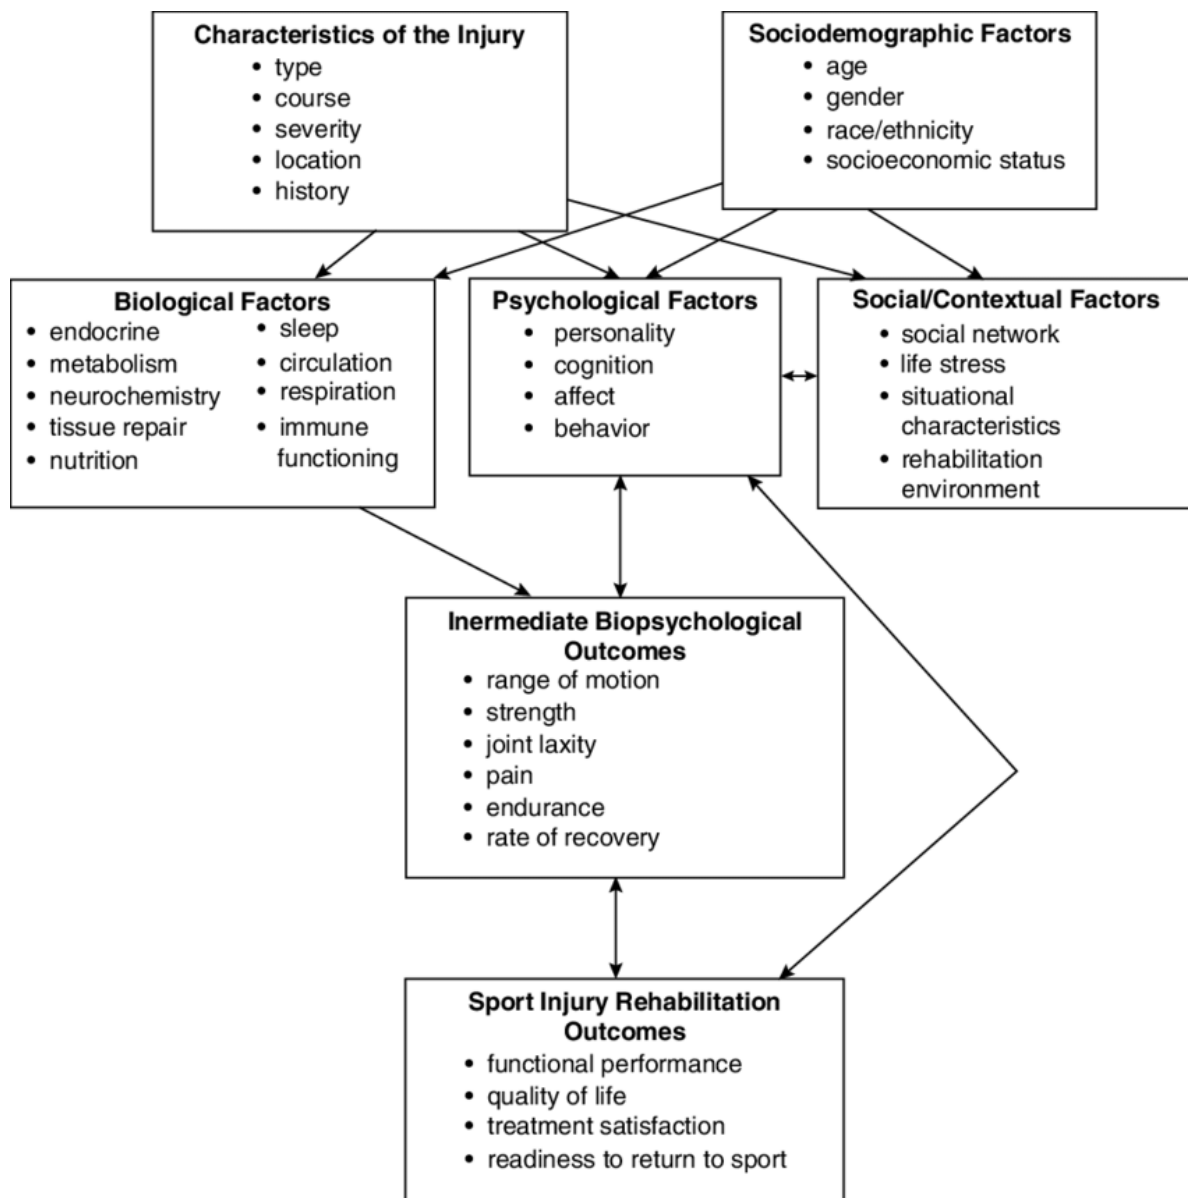 Characteristics of the Injury
• type
• course
• severity
• location
• history
Sociodemographic Factors
• age
• gender
• race/ethnicity
• socioeconomic status
Biological Factors
• endocrine
• metabolism
• neurochemistry
• tissue repair
• nutrition
• sleep
• circulation
• respiration
• immune
functioning
Psychological Factors
• personality
• cognition
• affect
• behavior
Social/Contextual Factors
• social network
• life stress
• situational
characteristics
• rehabilitation
environment
Inermediate Biopsychological
Outcomes
• range of motion
• strength
• joint laxity
• pain
• endurance
• rate of recovery
Sport Injury Rehabilitation
Outcomes
• functional performance
• quality of life
• treatment satisfaction
• readiness to return to sport